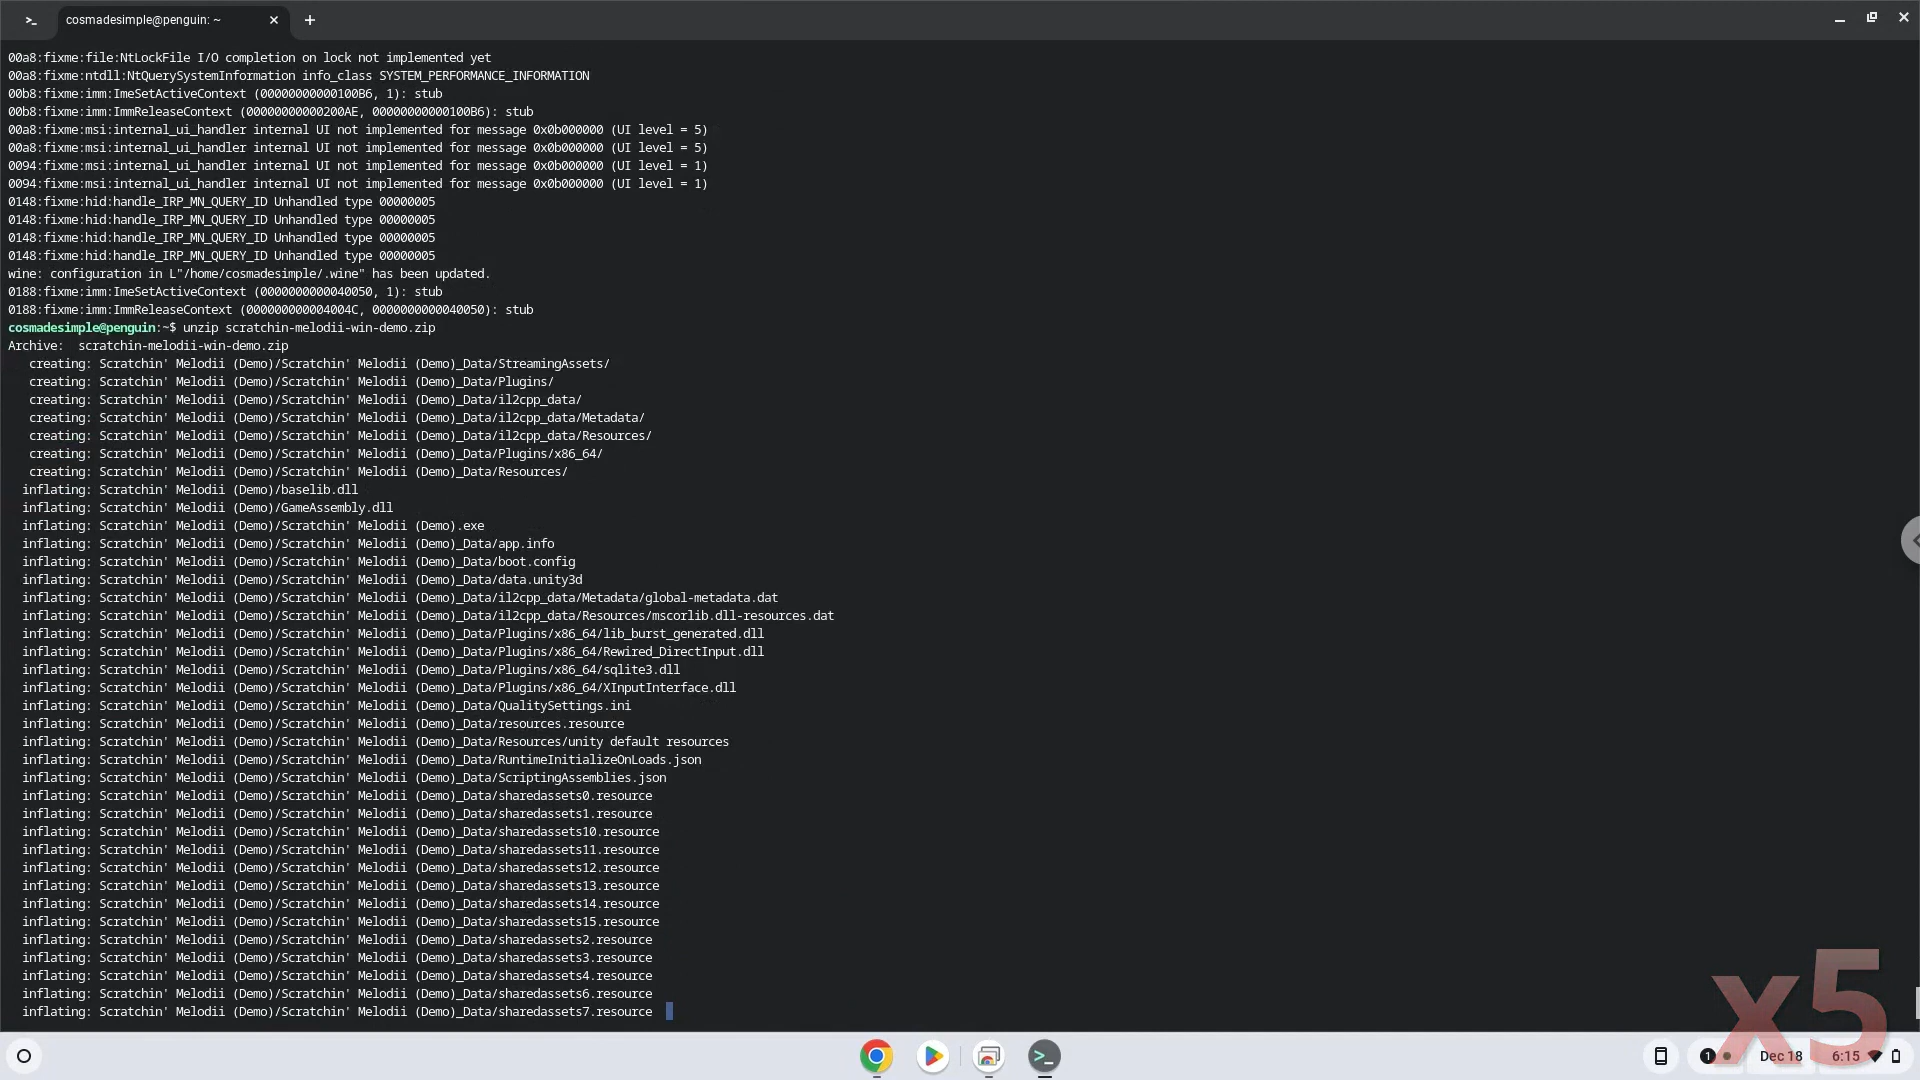 cosmadesimple@penguin: ~
00a8:fixme:file:NtLockFile I/O completion on lock not implemented yet
00a8:fixme:ntdll:NtQuerySystemInformation info_class SYSTEM_PERFORMANCE_INFORMATION
00b8:fixme:imm:ImeSetActiveContext (00000000000100B6, 1): stub
00b8:fixme:imm:ImmReleaseContext (00000000000200AE, 00000000000100B6): stub
00a8:fixme:msi:internal_ui_handler internal UI not implemented for message 0x0b000000 (UI level = 5)
00a8:fixme:msi:internal_ui_handler internal UI not implemented for message 0x0b000000 (UI level = 5)
0094:fixme:msi:internal_ui_handler internal UI not implemented for message 0x0b000000 (UI level = 1)
0094:fixme:msi:internal_ui_handler internal UI not implemented for message 0x0b000000 (UI level = 1)
0148:fixme:hid:handle_IRP_MN_QUERY_ID Unhandled type 00000005
0148:fixme:hid:handle_IRP_MN_QUERY_ID Unhandled type 00000005
0148:fixme:hid:handle_IRP_MN_QUERY_ID Unhandled type 00000005
0148:fixme:hid:handle_IRP_MN_QUERY_ID Unhandled type 00000005
wine: configuration in L"/home/cosmadesimple/.wine" has been updated.
0188:fixme:imm:ImeSetActiveContext (0000000000040050, 1): stub
0188:fixme:imm:ImmReleaseContext (000000000004004C, 0000000000040050): stub
cosmadesimple@penguin:~$ unzip scratchin-melodii-win-demo.zip
Archive:  scratchin-melodii-win-demo.zip
   creating: Scratchin' Melodii (Demo)/Scratchin' Melodii (Demo)_Data/StreamingAssets/
   creating: Scratchin' Melodii (Demo)/Scratchin' Melodii (Demo)_Data/Plugins/
   creating: Scratchin' Melodii (Demo)/Scratchin' Melodii (Demo)_Data/il2cpp_data/
   creating: Scratchin' Melodii (Demo)/Scratchin' Melodii (Demo)_Data/il2cpp_data/Metadata/
   creating: Scratchin' Melodii (Demo)/Scratchin' Melodii (Demo)_Data/il2cpp_data/Resources/
   creating: Scratchin' Melodii (Demo)/Scratchin' Melodii (Demo)_Data/Plugins/x86_64/
   creating: Scratchin' Melodii (Demo)/Scratchin' Melodii (Demo)_Data/Resources/
  inflating: Scratchin' Melodii (Demo)/baselib.dll
  inflating: Scratchin' Melodii (Demo)/GameAssembly.dll
  inflating: Scratchin' Melodii (Demo)/Scratchin' Melodii (Demo).exe
  inflating: Scratchin' Melodii (Demo)/Scratchin' Melodii (Demo)_Data/app.info
  inflating: Scratchin' Melodii (Demo)/Scratchin' Melodii (Demo)_Data/boot.config
  inflating: Scratchin' Melodii (Demo)/Scratchin' Melodii (Demo)_Data/data.unity3d
  inflating: Scratchin' Melodii (Demo)/Scratchin' Melodii (Demo)_Data/il2cpp_data/Metadata/global-metadata.dat
  inflating: Scratchin' Melodii (Demo)/Scratchin' Melodii (Demo)_Data/il2cpp_data/Resources/mscorlib.dll-resources.dat
  inflating: Scratchin' Melodii (Demo)/Scratchin' Melodii (Demo)_Data/Plugins/x86_64/lib_burst_generated.dll
  inflating: Scratchin' Melodii (Demo)/Scratchin' Melodii (Demo)_Data/Plugins/x86_64/Rewired_DirectInput.dll
  inflating: Scratchin' Melodii (Demo)/Scratchin' Melodii (Demo)_Data/Plugins/x86_64/sqlite3.dll
  inflating: Scratchin' Melodii (Demo)/Scratchin' Melodii (Demo)_Data/Plugins/x86_64/XInputInterface.dll
  inflating: Scratchin' Melodii (Demo)/Scratchin' Melodii (Demo)_Data/QualitySettings.ini
  inflating: Scratchin' Melodii (Demo)/Scratchin' Melodii (Demo)_Data/resources.resource
  inflating: Scratchin' Melodii (Demo)/Scratchin' Melodii (Demo)_Data/Resources/unity default resources
  inflating: Scratchin' Melodii (Demo)/Scratchin' Melodii (Demo)_Data/RuntimeInitializeOnLoads.json
  inflating: Scratchin' Melodii (Demo)/Scratchin' Melodii (Demo)_Data/ScriptingAssemblies.json
  inflating: Scratchin' Melodii (Demo)/Scratchin' Melodii (Demo)_Data/sharedassets0.resource
  inflating: Scratchin' Melodii (Demo)/Scratchin' Melodii (Demo)_Data/sharedassets1.resource
  inflating: Scratchin' Melodii (Demo)/Scratchin' Melodii (Demo)_Data/sharedassets10.resource
  inflating: Scratchin' Melodii (Demo)/Scratchin' Melodii (Demo)_Data/sharedassets11.resource
  inflating: Scratchin' Melodii (Demo)/Scratchin' Melodii (Demo)_Data/sharedassets12.resource
  inflating: Scratchin' Melodii (Demo)/Scratchin' Melodii (Demo)_Data/sharedassets13.resource
  inflating: Scratchin' Melodii (Demo)/Scratchin' Melodii (Demo)_Data/sharedassets14.resource
  inflating: Scratchin' Melodii (Demo)/Scratchin' Melodii (Demo)_Data/sharedassets15.resource
  inflating: Scratchin' Melodii (Demo)/Scratchin' Melodii (Demo)_Data/sharedassets2.resource
  inflating: Scratchin' Melodii (Demo)/Scratchin' Melodii (Demo)_Data/sharedassets3.resource
  inflating: Scratchin' Melodii (Demo)/Scratchin' Melodii (Demo)_Data/sharedassets4.resource
  inflating: Scratchin' Melodii (Demo)/Scratchin' Melodii (Demo)_Data/sharedassets6.resource
  inflating: Scratchin' Melodii (Demo)/Scratchin' Melodii (Demo)_Data/sharedassets7.resource
x5
1 Dec 18 6:15